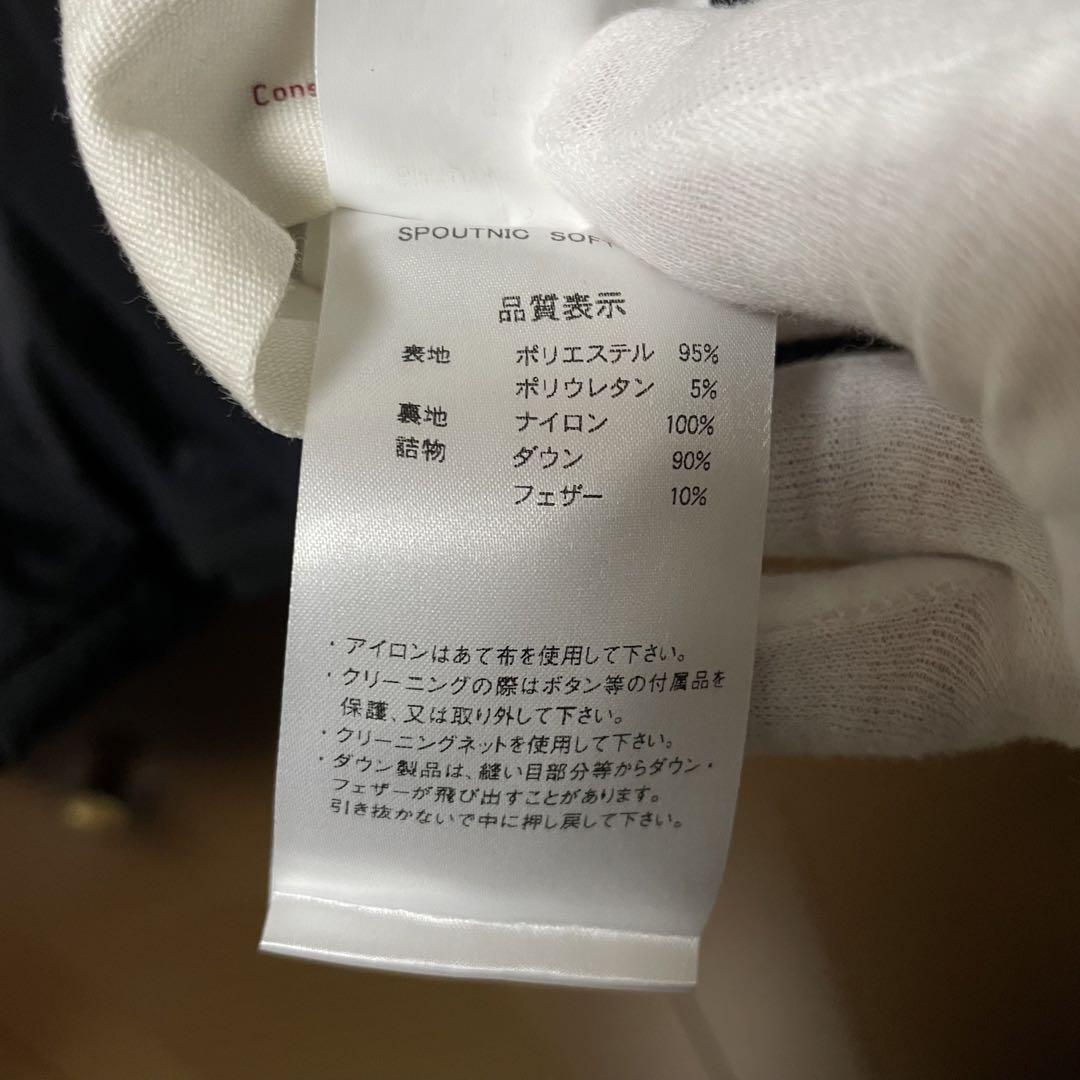 Cons
SPOUTNIC SOFT
品質表示
表地 ポリエステル 95%
ポリウレタン 5%
裏地 ナイロン 100%
詰物 ダウン 90%
フェザー 10%
・アイロンはあて布を使用して下さい。
・クリーニングの際はボタン等の付属品を
保護、又は取り外して下さい。
・クリーニングネットを使用して下さい。
・ダウン製品は、縫い目部分等からダウン・
フェザーが飛び出すことがあります。
引き抜かないで中に押し戻して下さい。